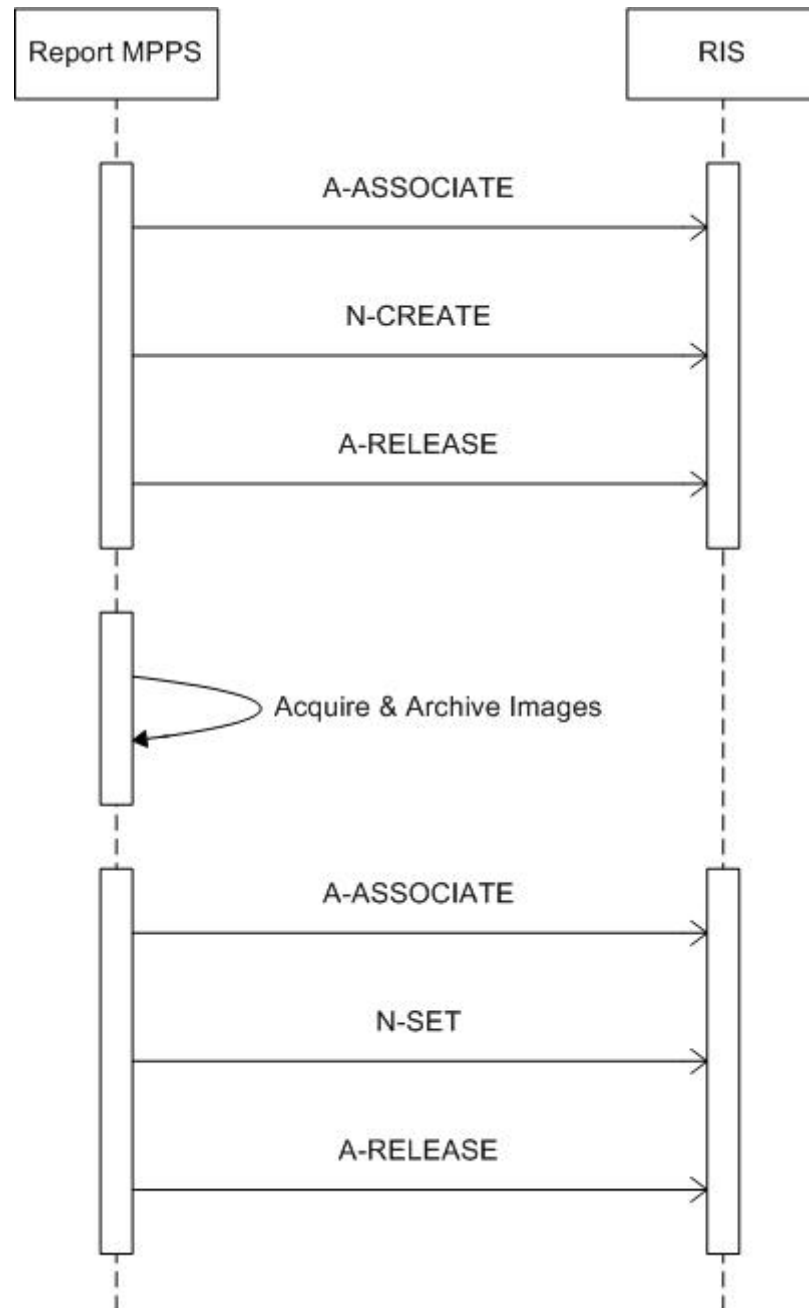 Report MPPS
RIS
A-ASSOCIATE
N-CREATE
A-RELEASE
Acquire & Archive Images
A-ASSOCIATE
N-SET
A-RELEASE